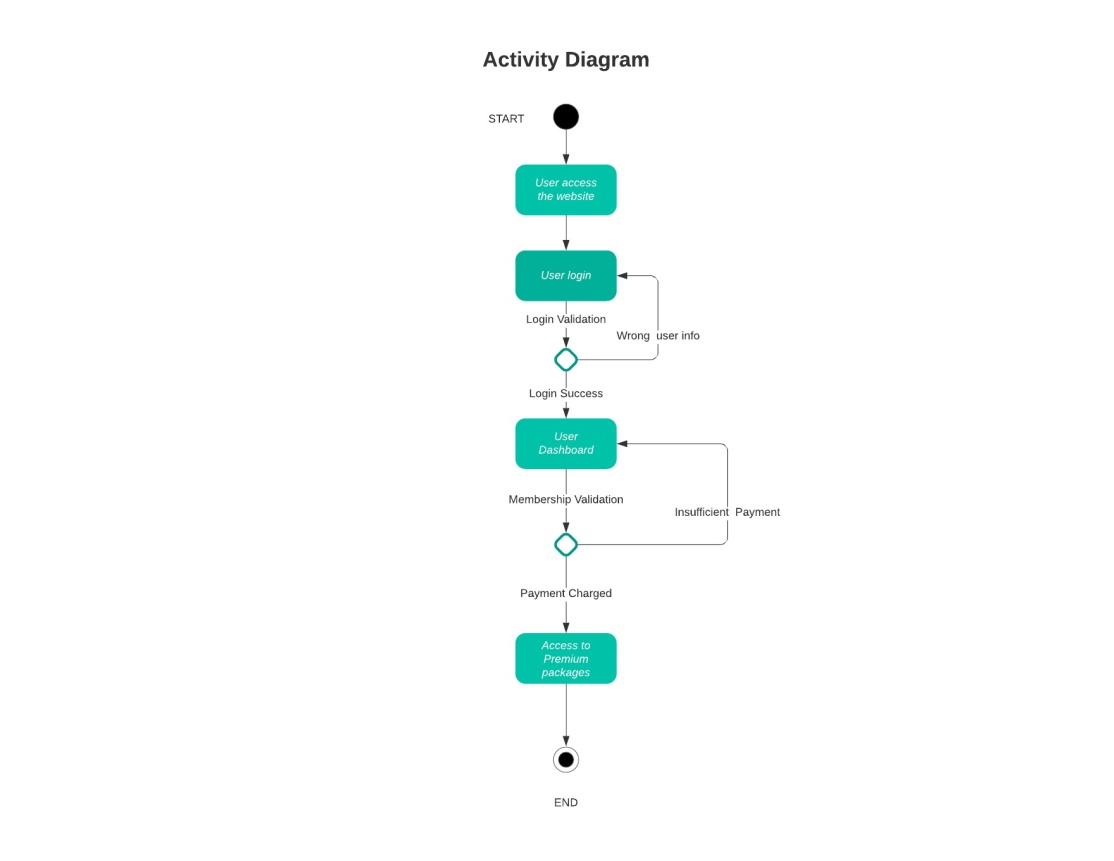 Activity Diagram
START
User access
the website
User login
Login Validation
Wrong user info
Login Success
User
Dashboard
Membership Validation
Insufficient Payment
Payment Charged
Access to
Premium
packages
END